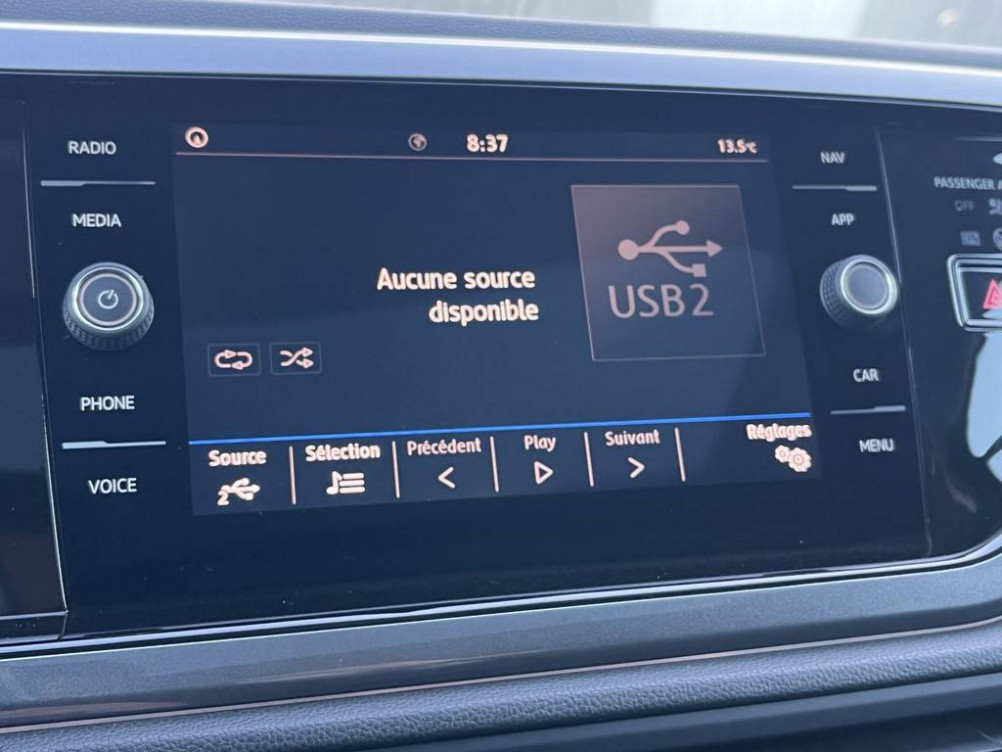 RADIO
MEDIA
PHONE
VOICE
8:37
13.5°C
Aucune source
disponible
USB2
Source
2
Sélection
Précédent
Play
Suivant
Réglages
NAV
APP
CAR
MENU
PASSENGER
OFF